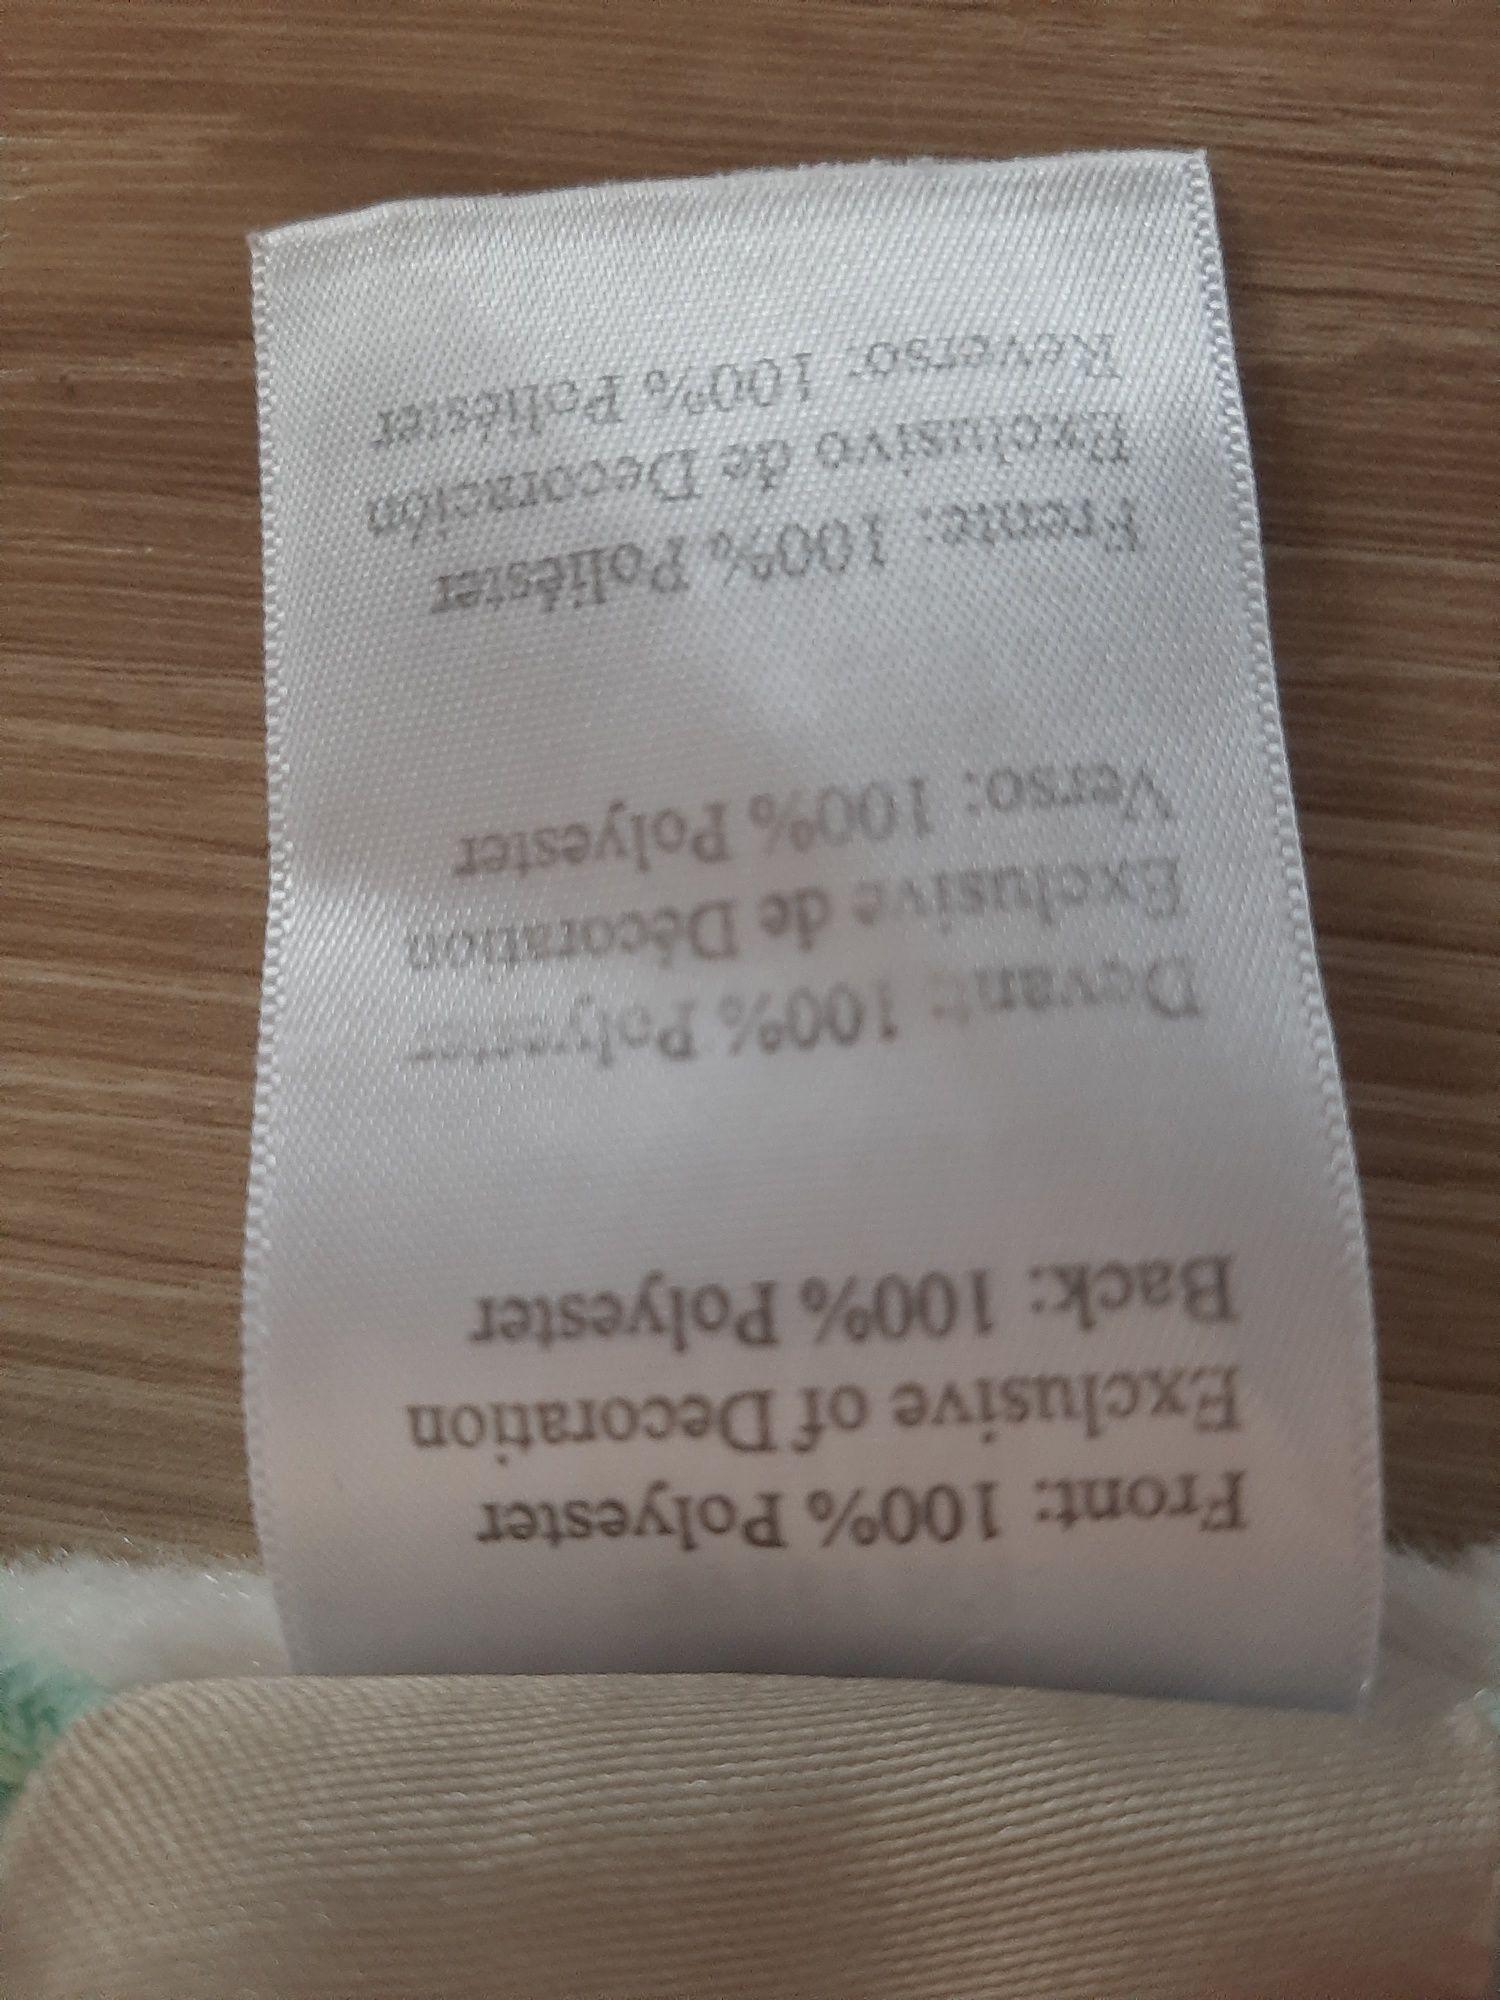 Front: 100% Polyester
Exclusive of Decoration
Back: 100% Polyester
Devant: 100% Polyester
Exclusive de Décoration
Verso: 100% Polyester
Frente: 100% Poliéster
Exclusivo de Decoración
Reverso: 100% Poliéster